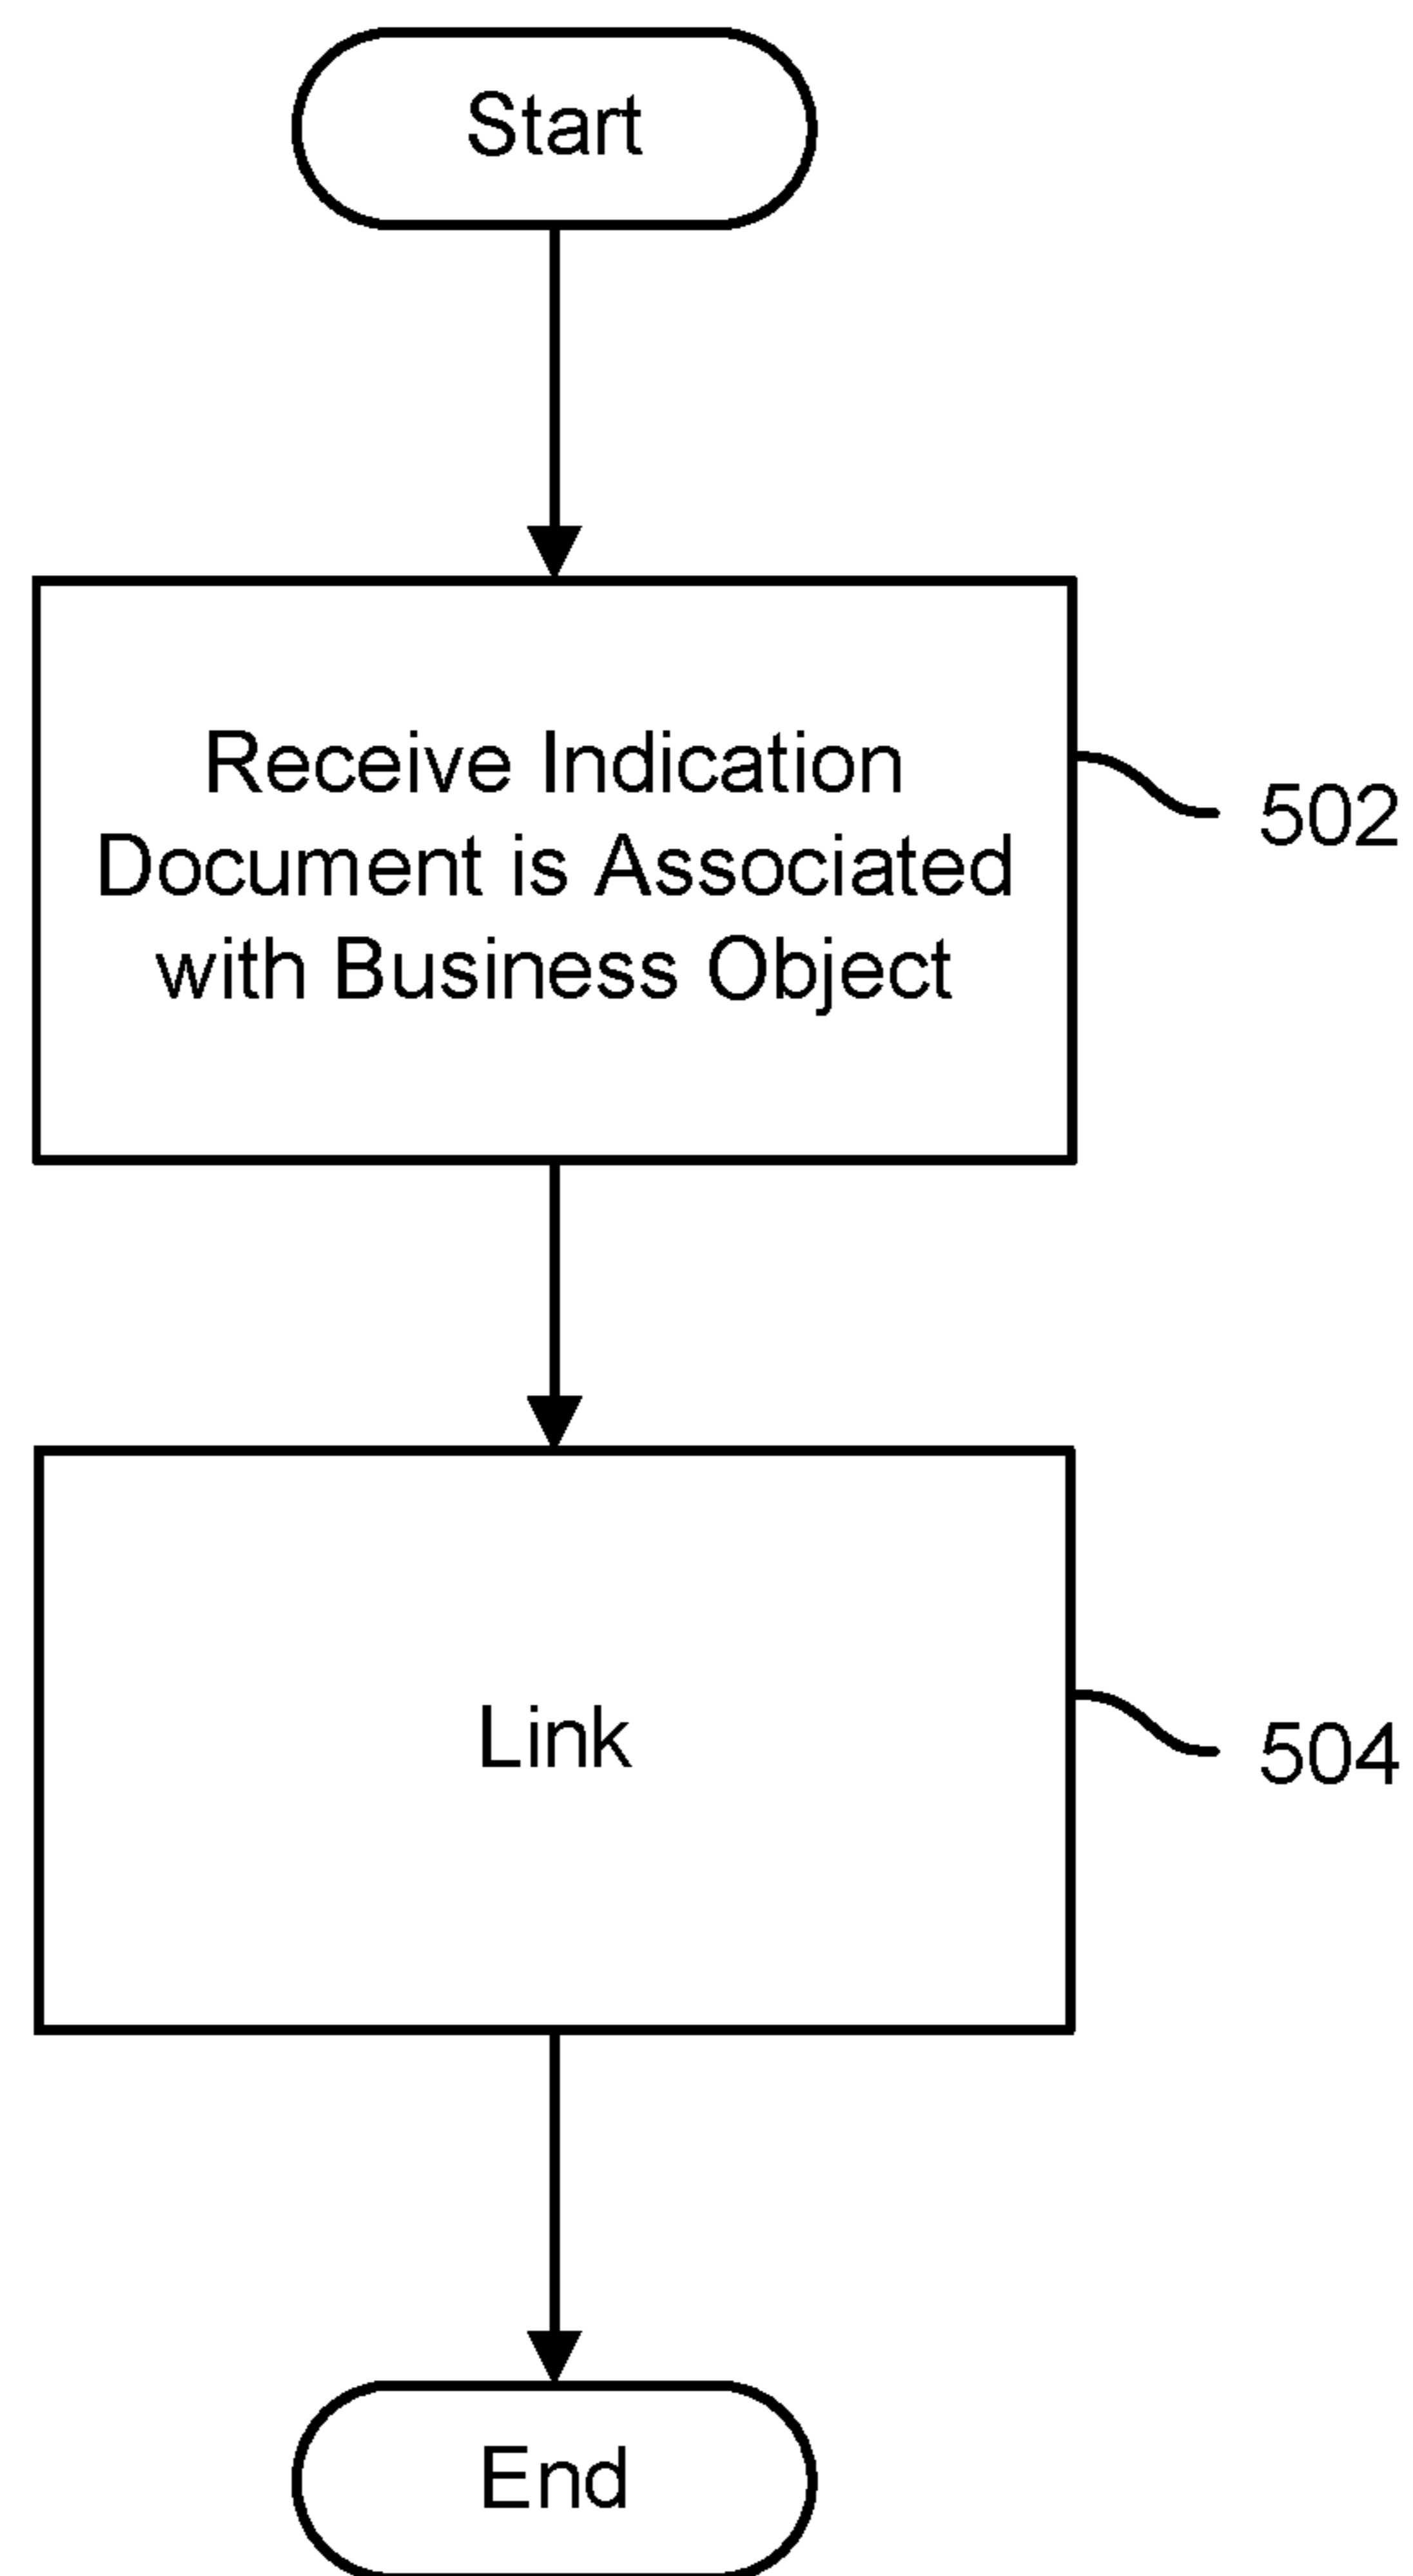 Start
Receive Indication
Document is Associated
with Business Object
502
Link
504
End